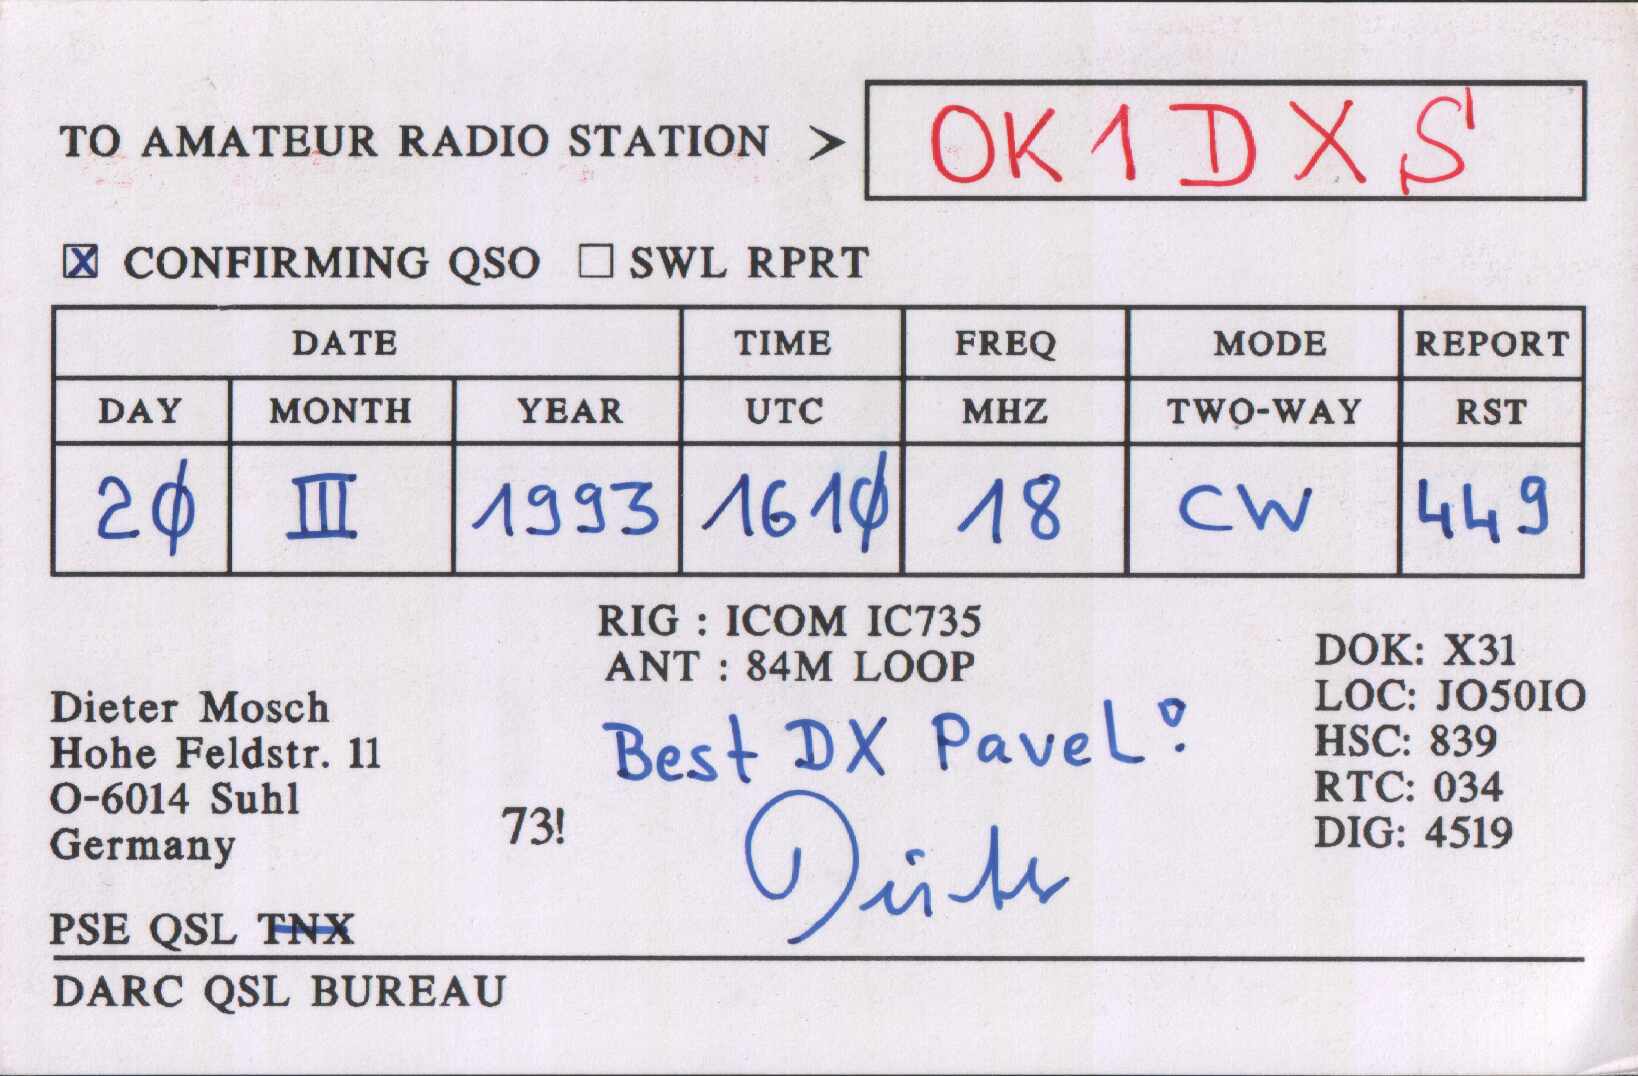 TO AMATEUR RADIO STATION > OK1DXS
☒ CONFIRMING QSO ☐ SWL RPRT
DATE TIME FREQ MODE REPORT
DAY MONTH YEAR UTC MHZ TWO-WAY RST
2Ø III 1993 161Ø 18 CW 449
RIG : ICOM IC735
ANT : 84M LOOP
DOK: X31
LOC: JO50IO
HSC: 839
RTC: 034
DIG: 4519
Dieter Mosch
Hohe Feldstr. 11
O-6014 Suhl
Germany
Best DX Pavel!
73!
Dieter
PSE QSL TNX
DARC QSL BUREAU